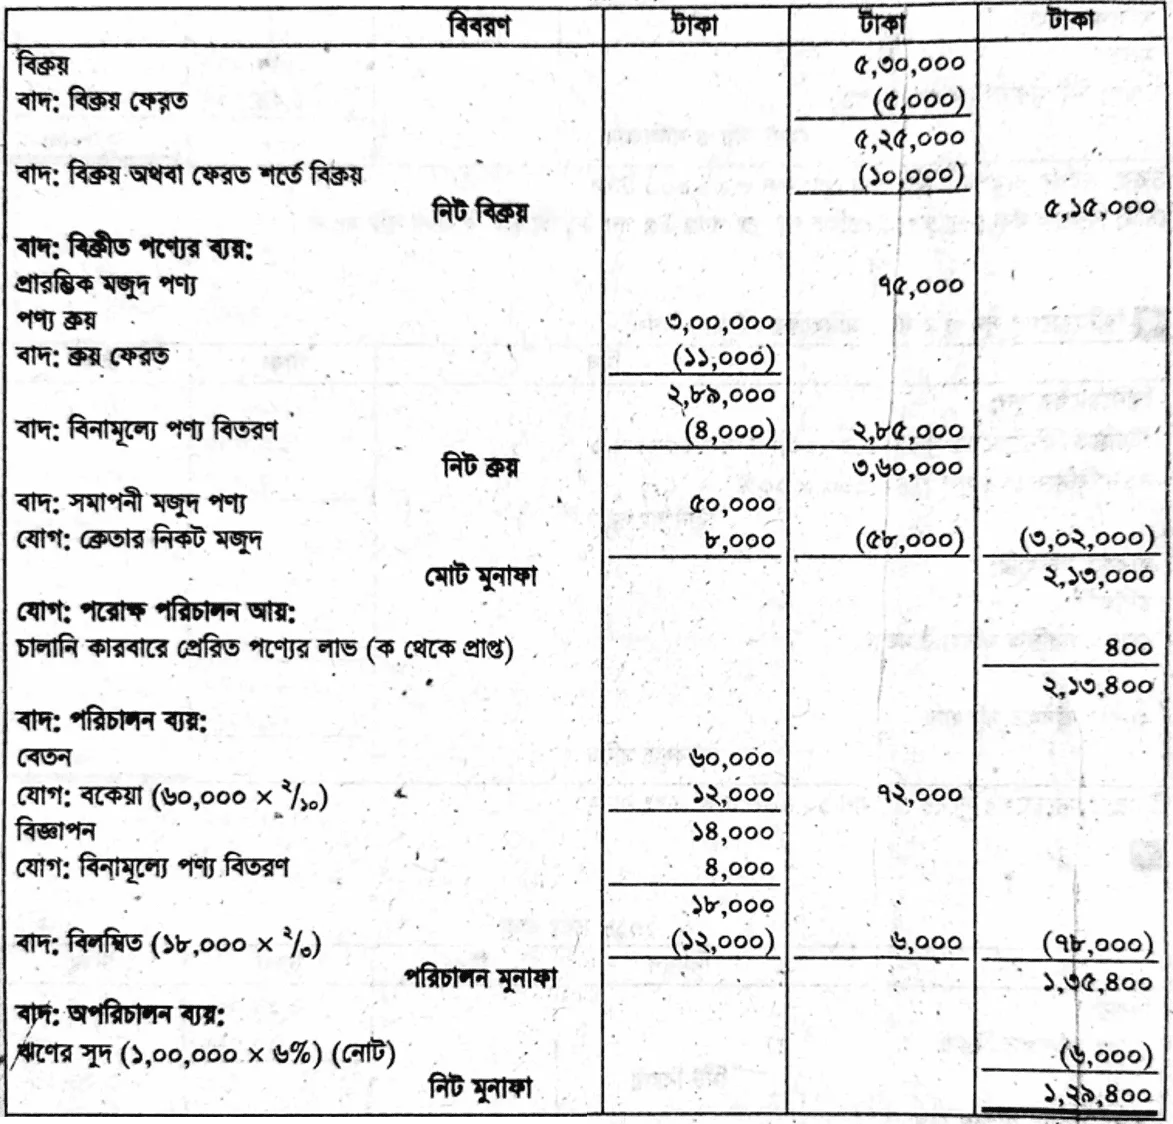 বিবরণ টাকা টাকা টাকা
বিক্রয় ৫,৩০,০০০
বাদ: বিক্রয় ফেরত (৫,০০০)
৫,২৫,০০০
বাদ: বিক্রয় অথবা ফেরত শর্তে বিক্রয় (১০,০০০)
নিট বিক্রয় ৫,১৫,০০০
বাদ: বিক্রীত পণ্যের ব্যয়:
প্রারম্ভিক মজুদ পণ্য ৭৫,০০০
পণ্য ক্রয় ৩,০০,০০০
বাদ: ক্রয় ফেরত (১১,০০০)
২,৮৯,০০০
বাদ: বিনামূল্যে পণ্য বিতরণ (৪,০০০) ২,৮৫,০০০
নিট ক্রয় ৩,৬০,০০০
বাদ: সমাপনী মজুদ পণ্য ৫০,০০০
যোগ: ক্রেতার নিকট মজুদ ৮,০০০ (৫৮,০০০) (৩,০২,০০০)
মোট মুনাফা ২,১৩,০০০
যোগ: পরোক্ষ পরিচালন আয়:
চালানি কারবারে প্রেরিত পণ্যের লাভ (ক থেকে প্রাপ্ত) ৪০০
২,১৩,৪০০
বাদ: পরিচালন ব্যয়:
বেতন ৬০,০০০
যোগ: বকেয়া (৬০,০০০ × ২/১০) ১২,০০০ ৭২,০০০
বিজ্ঞাপন ১৪,০০০
যোগ: বিনামূল্যে পণ্য বিতরণ ৪,০০০
১৮,০০০
বাদ: বিলম্বিত (১৮,০০০ × ২/৩) (১২,০০০) ৬,০০০ (৭৮,০০০)
পরিচালন মুনাফা ১,৩৫,৪০০
বাদ: অপরিচালন ব্যয়:
ঋণের সুদ (১,০০,০০০ × ৬%) (নোট) (৬,০০০)
নিট মুনাফা ১,২৯,৪০০